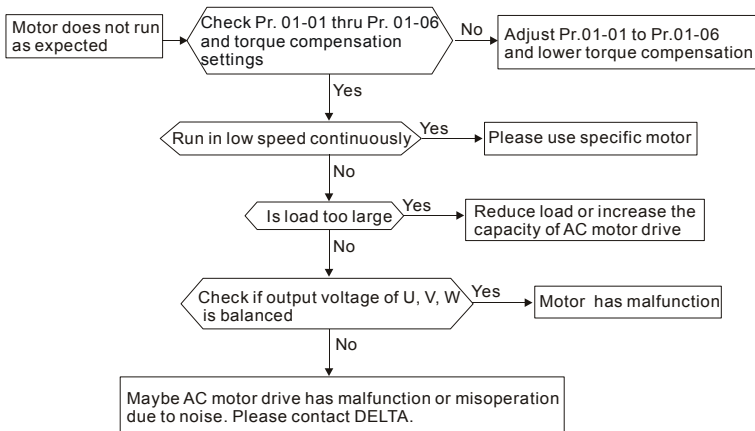 Motor does not run
as expected
Check Pr. 01-01 thru Pr. 01-06
and torque compensation
settings
No
Adjust Pr.01-01 to Pr.01-06
and lower torque compensation
Yes
Run in low speed continuously
Yes
Please use specific motor
No
Is load too large
Yes
Reduce load or increase the
capacity of AC motor drive
No
Check if output voltage of U, V, W
is balanced
Yes
Motor has malfunction
No
Maybe AC motor drive has malfunction or misoperation
due to noise. Please contact DELTA.